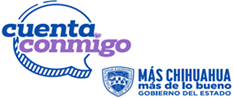 cuenta
conmigo
MÁS CHIHUAHUA
más de lo bueno
GOBIERNO DEL ESTADO